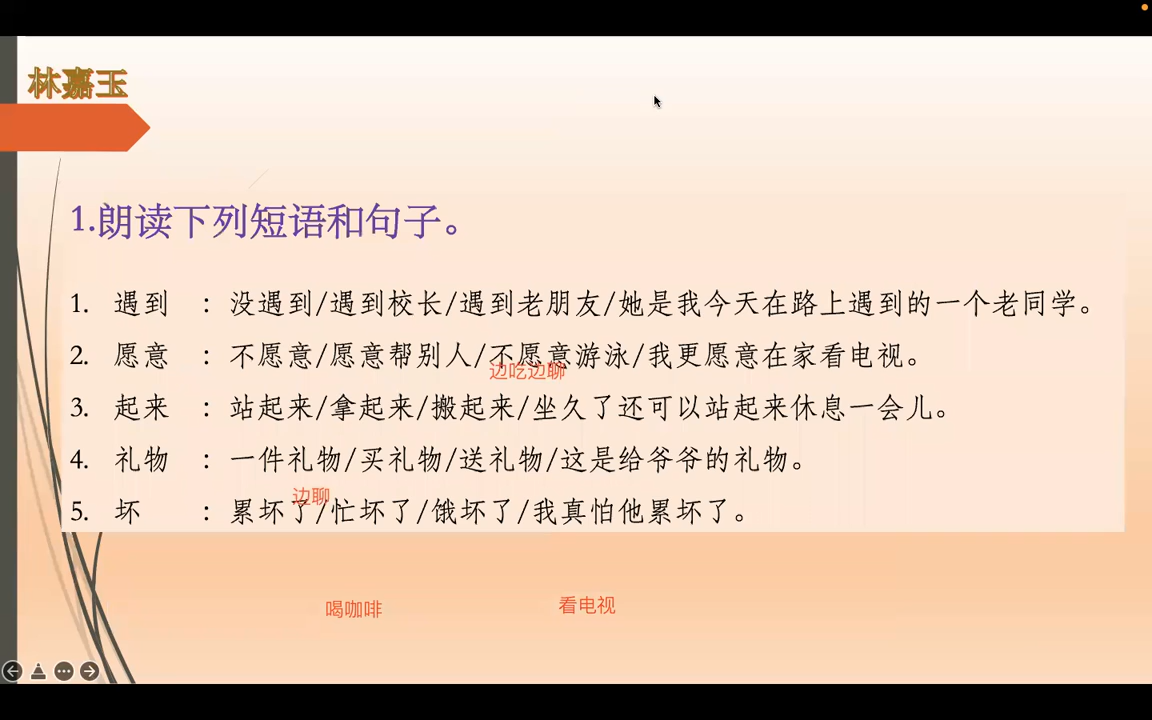 林嘉玉
1.朗读下列短语和句子。
1. 遇到 : 没遇到/遇到校长/遇到老朋友/她是我今天在路上遇到的一个老同学。
2. 愿意 : 不愿意/愿意帮别人/不愿意游泳/我更愿意在家看电视。
边吃边聊
3. 起来 : 站起来/拿起来/搬起来/坐久了还可以站起来休息一会儿。
4. 礼物 : 一件礼物/买礼物/送礼物/这是给爷爷的礼物。
边聊
5. 坏 : 累坏了/忙坏了/饿坏了/我真怕他累坏了。
喝咖啡 看电视